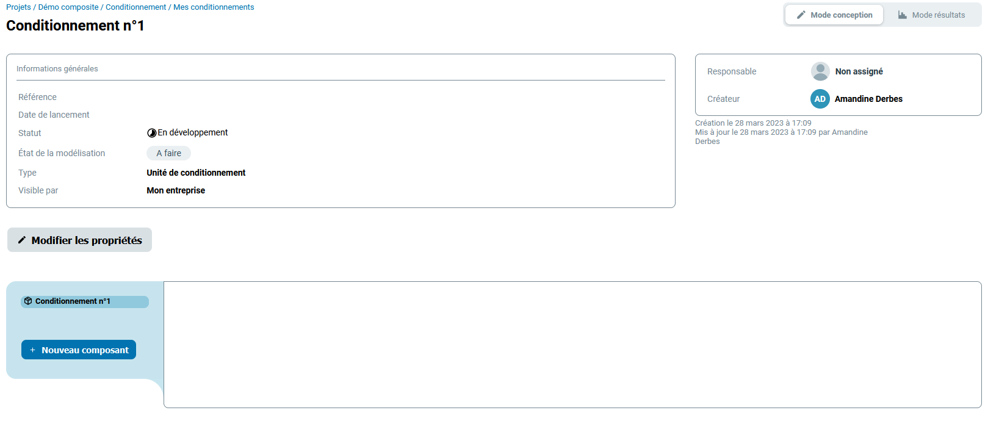 Projets / Démo composite / Conditionnement / Mes conditionnements
Conditionnement n°1
Mode conception
Mode résultats
Informations générales
Référence
Date de lancement
Statut En développement
État de la modélisation A faire
Type Unité de conditionnement
Visible par Mon entreprise
Responsable Non assigné
Créateur AD Amandine Derbes
Création le 28 mars 2023 à 17:09
Mis à jour le 28 mars 2023 à 17:09 par Amandine
Derbes
Modifier les propriétés
Conditionnement n°1
+ Nouveau composant